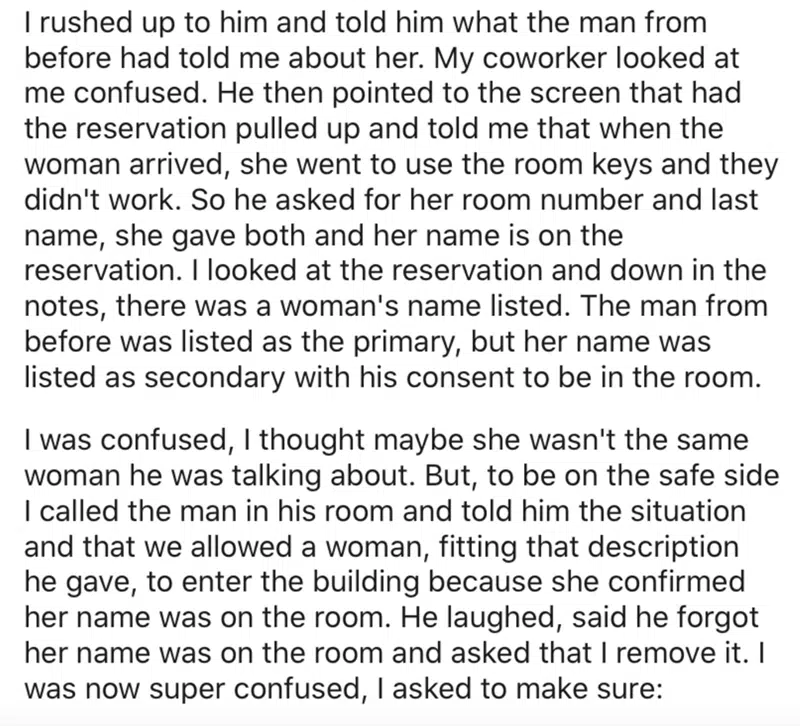 I rushed up to him and told him what the man from
before had told me about her. My coworker looked at
me confused. He then pointed to the screen that had
the reservation pulled up and told me that when the
woman arrived, she went to use the room keys and they
didn't work. So he asked for her room number and last
name, she gave both and her name is on the
reservation. I looked at the reservation and down in the
notes, there was a woman's name listed. The man from
before was listed as the primary, but her name was
listed as secondary with his consent to be in the room.
I was confused, I thought maybe she wasn't the same
woman he was talking about. But, to be on the safe side
I called the man in his room and told him the situation
and that we allowed a woman, fitting that description
he gave, to enter the building because she confirmed
her name was on the room. He laughed, said he forgot
her name was on the room and asked that I remove it. I
was now super confused, I asked to make sure: